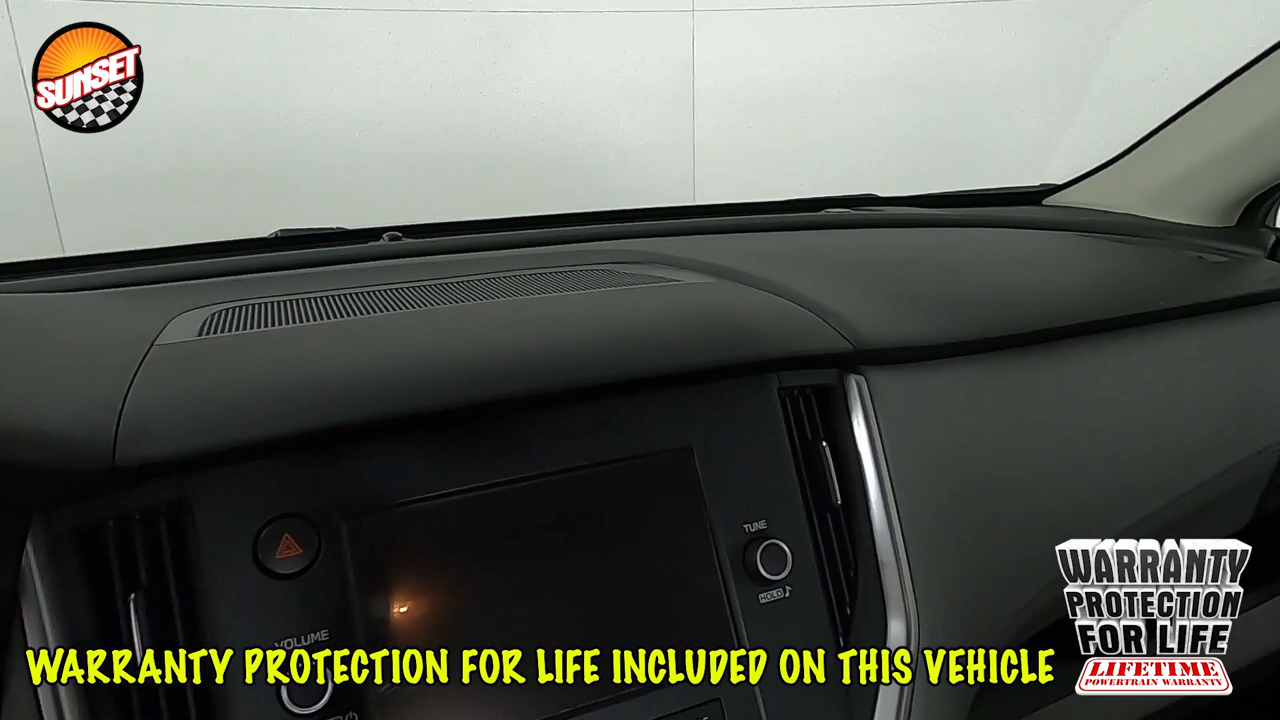 SUNSET
TUNE
HOLD
VOLUME
WARRANTY PROTECTION FOR LIFE INCLUDED ON THIS VEHICLE
WARRANTY
PROTECTION
FOR LIFE
LIFETIME
POWERTRAIN WARRANTY